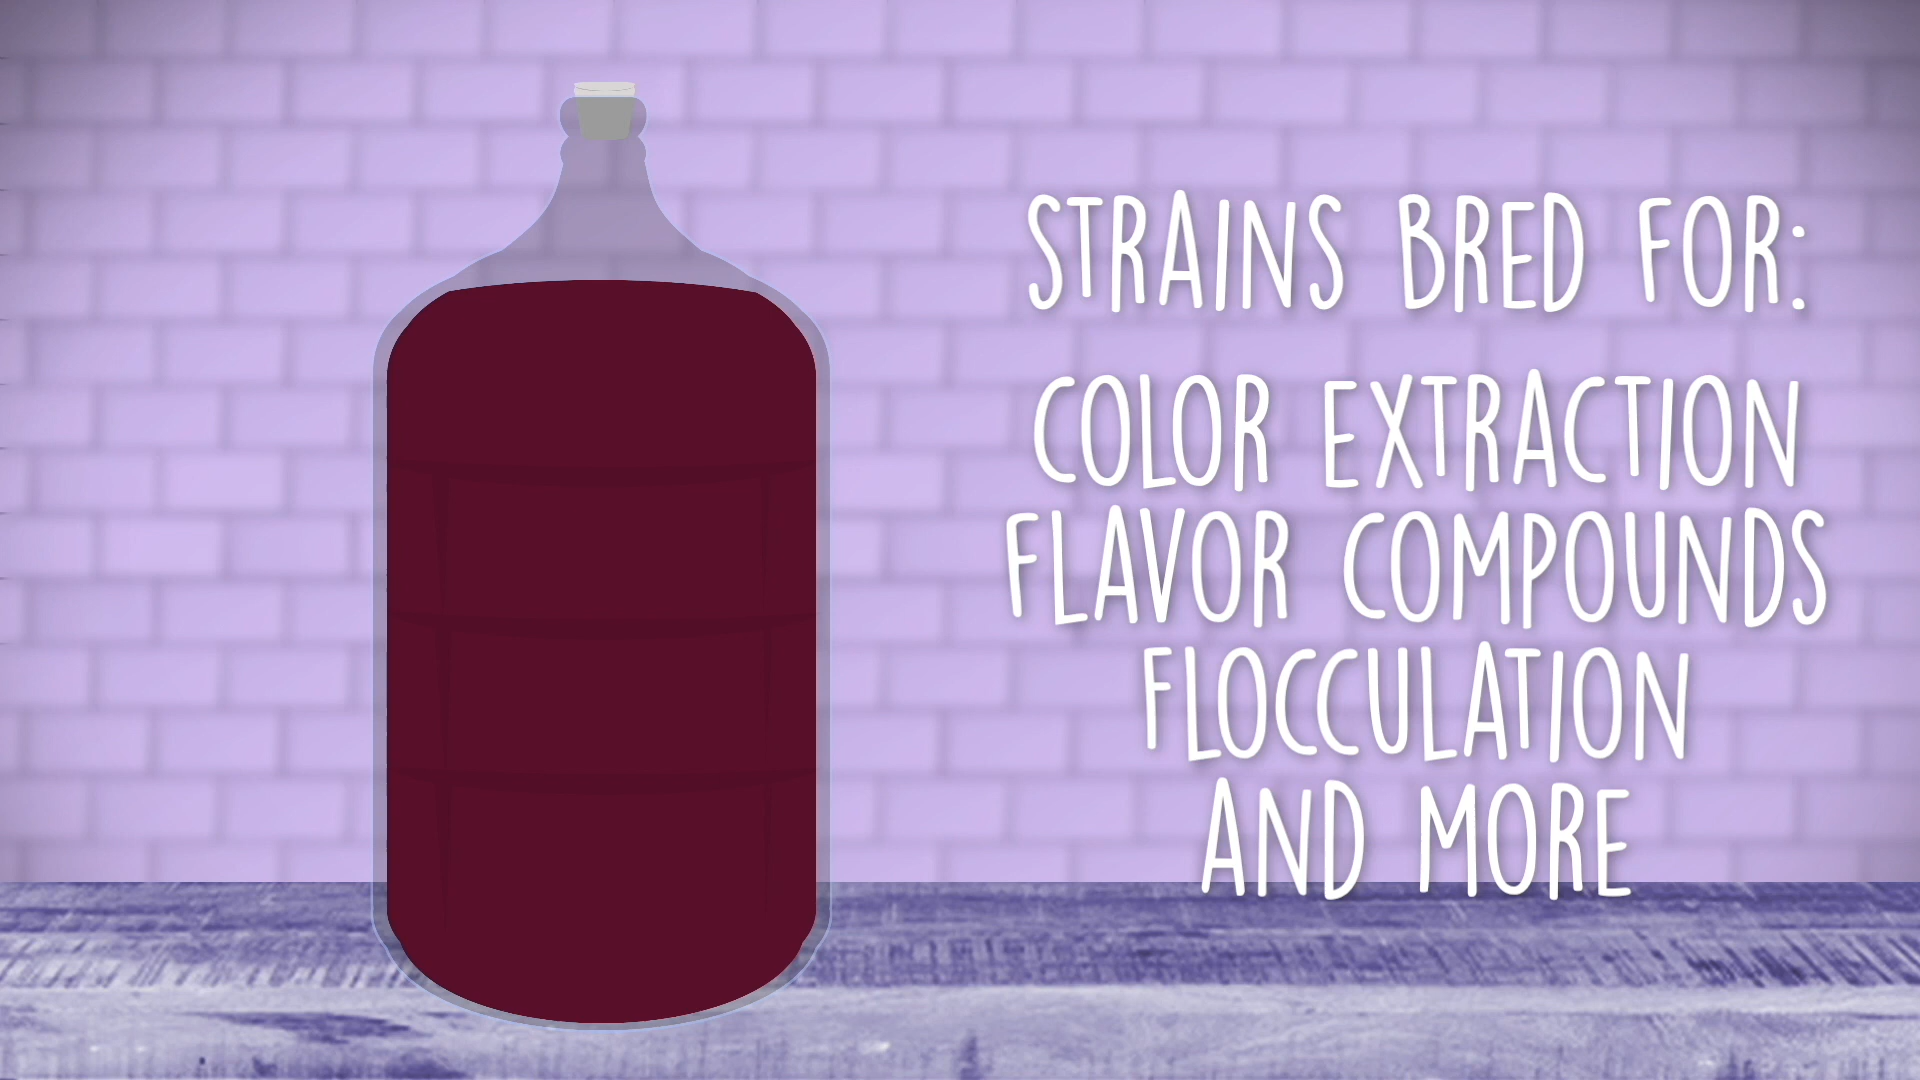 STRAINS BRED FOR:
COLOR EXTRACTION
FLAVOR COMPOUNDS
FLOCCULATION
AND MORE